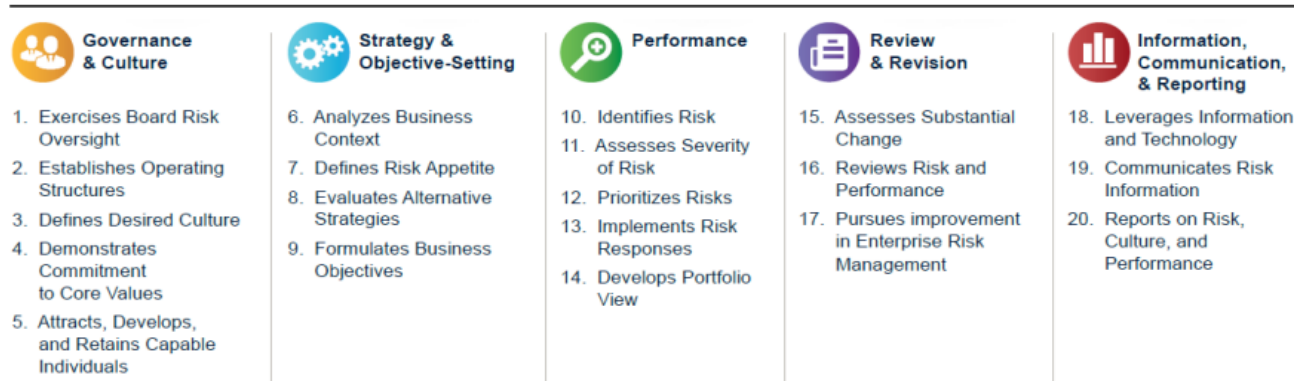 Governance
& Culture
1. Exercises Board Risk
Oversight
2. Establishes Operating
Structures
3. Defines Desired Culture
4. Demonstrates
Commitment
to Core Values
5. Attracts, Develops,
and Retains Capable
Individuals
Strategy &
Objective-Setting
6. Analyzes Business
Context
7. Defines Risk Appetite
8. Evaluates Alternative
Strategies
9. Formulates Business
Objectives
Performance
10. Identifies Risk
11. Assesses Severity
of Risk
12. Prioritizes Risks
13. Implements Risk
Responses
14. Develops Portfolio
View
Review
& Revision
15. Assesses Substantial
Change
16. Reviews Risk and
Performance
17. Pursues improvement
in Enterprise Risk
Management
Information,
Communication,
& Reporting
18. Leverages Information
and Technology
19. Communicates Risk
Information
20. Reports on Risk,
Culture, and
Performance